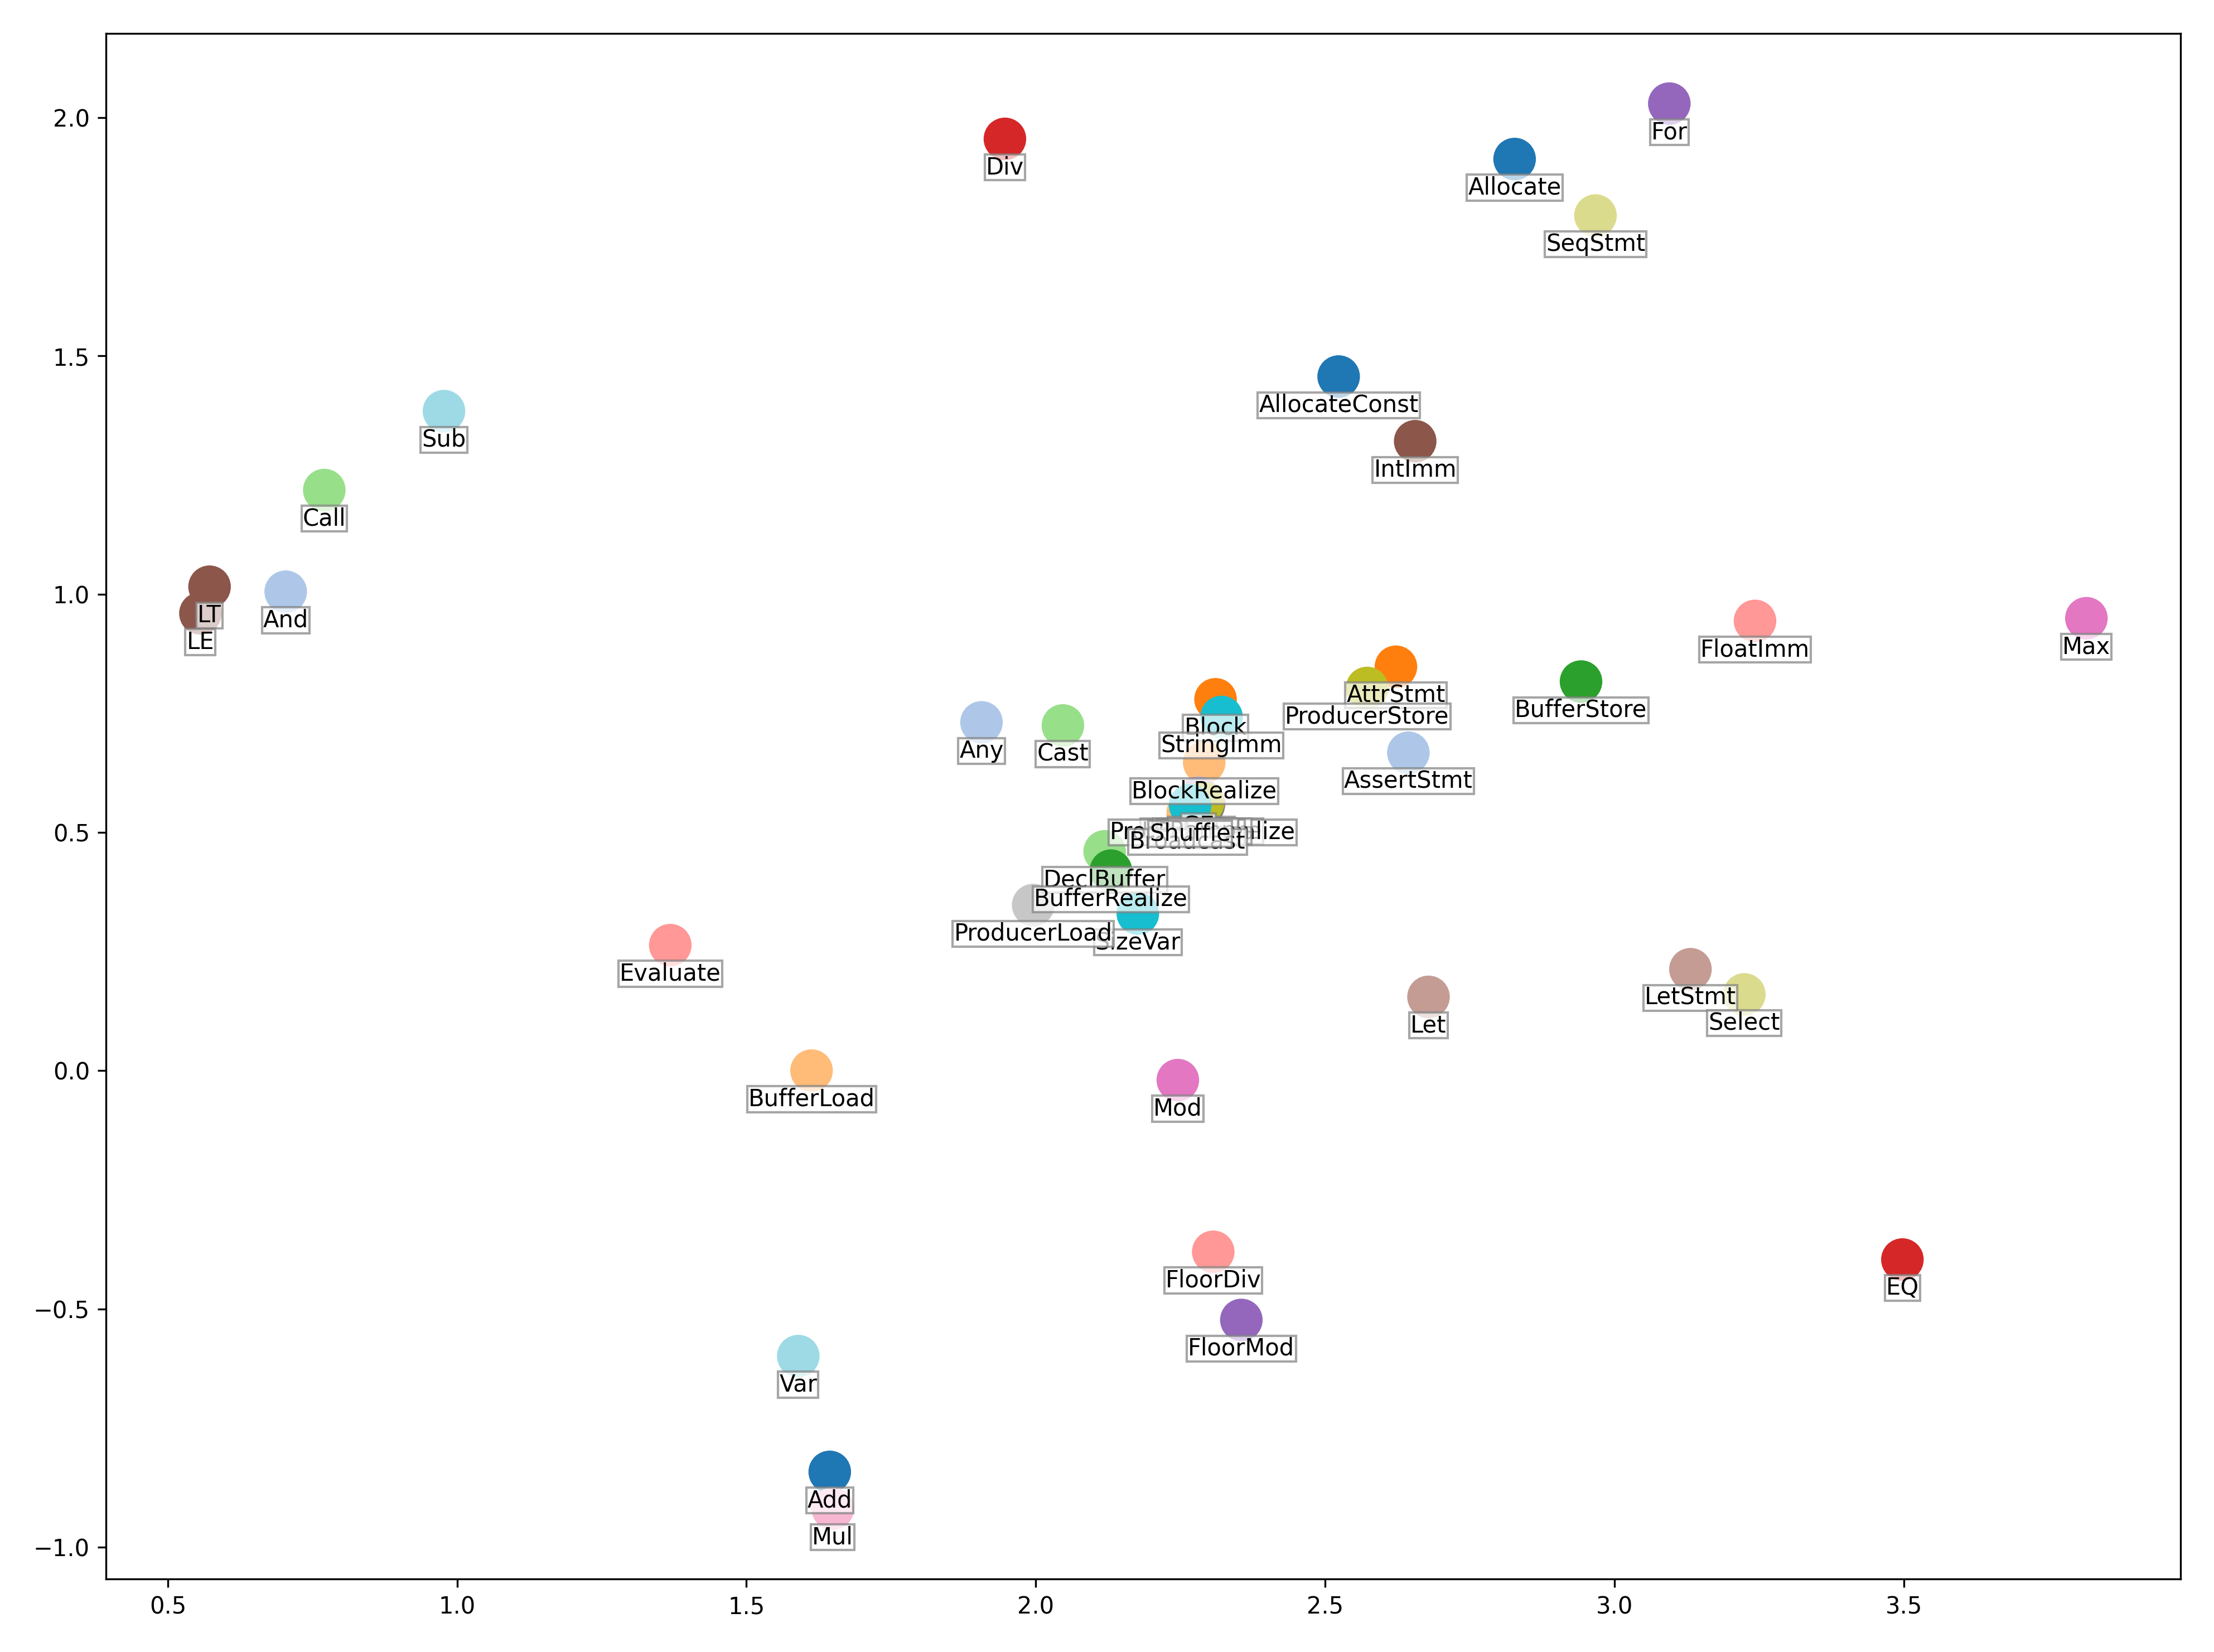 2.0
1.5
1.0
0.5
0.0
−0.5
−1.0
0.5
1.0
1.5
2.0
2.5
3.0
3.5
For
Div
Allocate
SeqStmt
AllocateConst
Sub
IntImm
Call
LT
And
LE
FloatImm
Max
AttrStmt
BufferStore
ProducerStore
Block
StringImm
Any
Cast
AssertStmt
BlockRealize
Shuffle
Broadcast
DeclBuffer
BufferRealize
ProducerLoad
SizeVar
Evaluate
LetStmt
Select
Let
BufferLoad
Mod
FloorDiv
EQ
FloorMod
Var
Add
Mul